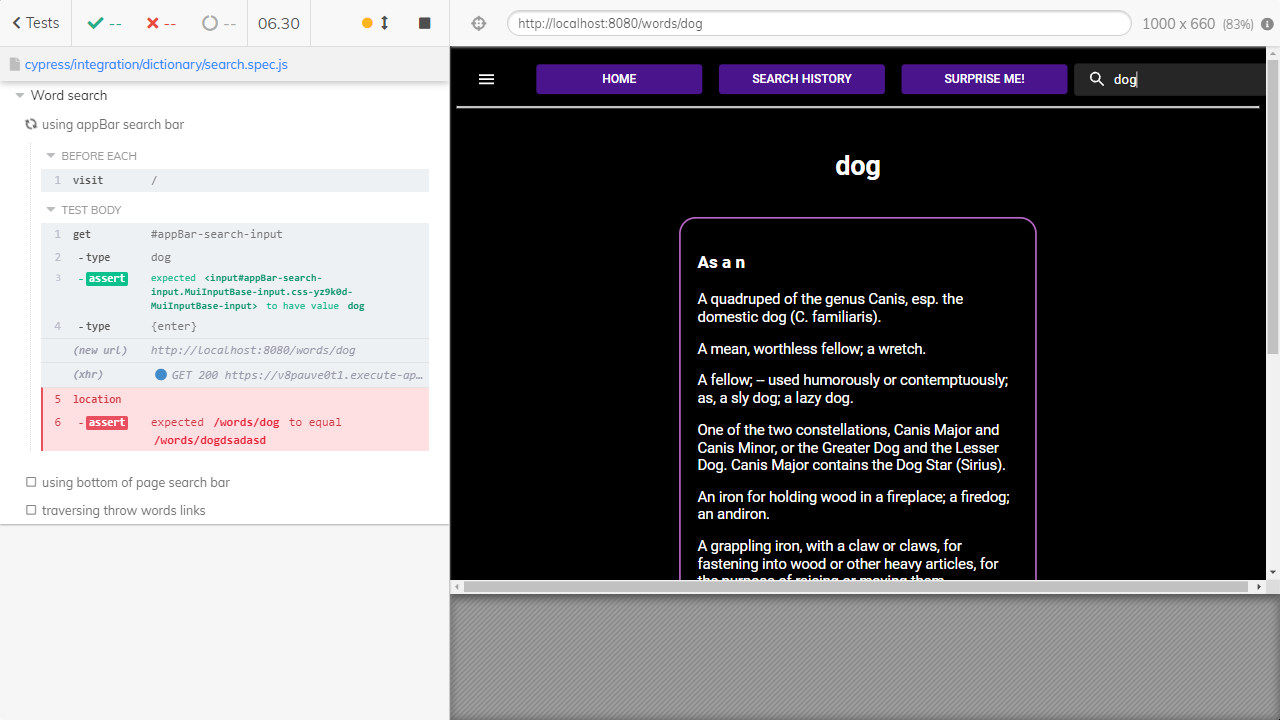 Tests
--
--
--
06.30
cypress/integration/dictionary/search.spec.js
Word search
using appBar search bar
BEFORE EACH
1 visit /
TEST BODY
1 get #appBar-search-input
2 -type dog
3 -assert expected <input#appBar-search-
input.MuiInputBase-input.css-yz9k0d-
MuiInputBase-input> to have value dog
4 -type {enter}
(new url) http://localhost:8080/words/dog
(xhr) GET 200 https://v8pauve0t1.execute-ap…
5 location
6 -assert expected /words/dog to equal
/words/dogdsadasd
using bottom of page search bar
traversing throw words links
http://localhost:8080/words/dog
1000 x 660 (83%)
HOME
SEARCH HISTORY
SURPRISE ME!
dog
dog
As a n
A quadruped of the genus Canis, esp. the
domestic dog (C. familiaris).
A mean, worthless fellow; a wretch.
A fellow; -- used humorously or contemptuously;
as, a sly dog; a lazy dog.
One of the two constellations, Canis Major and
Canis Minor, or the Greater Dog and the Lesser
Dog. Canis Major contains the Dog Star (Sirius).
An iron for holding wood in a fireplace; a firedog;
an andiron.
A grappling iron, with a claw or claws, for
fastening into wood or other heavy articles, for
the purpose of raising or moving them.